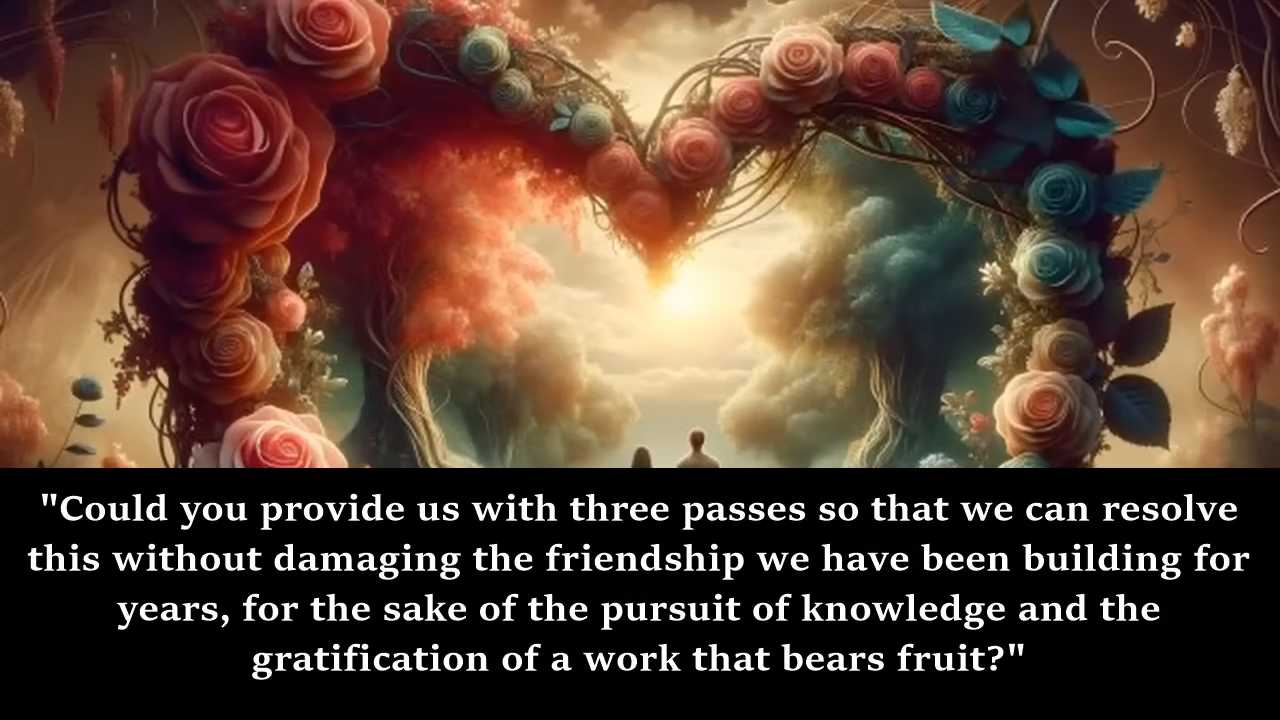 "Could you provide us with three passes so that we can resolve
this without damaging the friendship we have been building for
years, for the sake of the pursuit of knowledge and the
gratification of a work that bears fruit?"